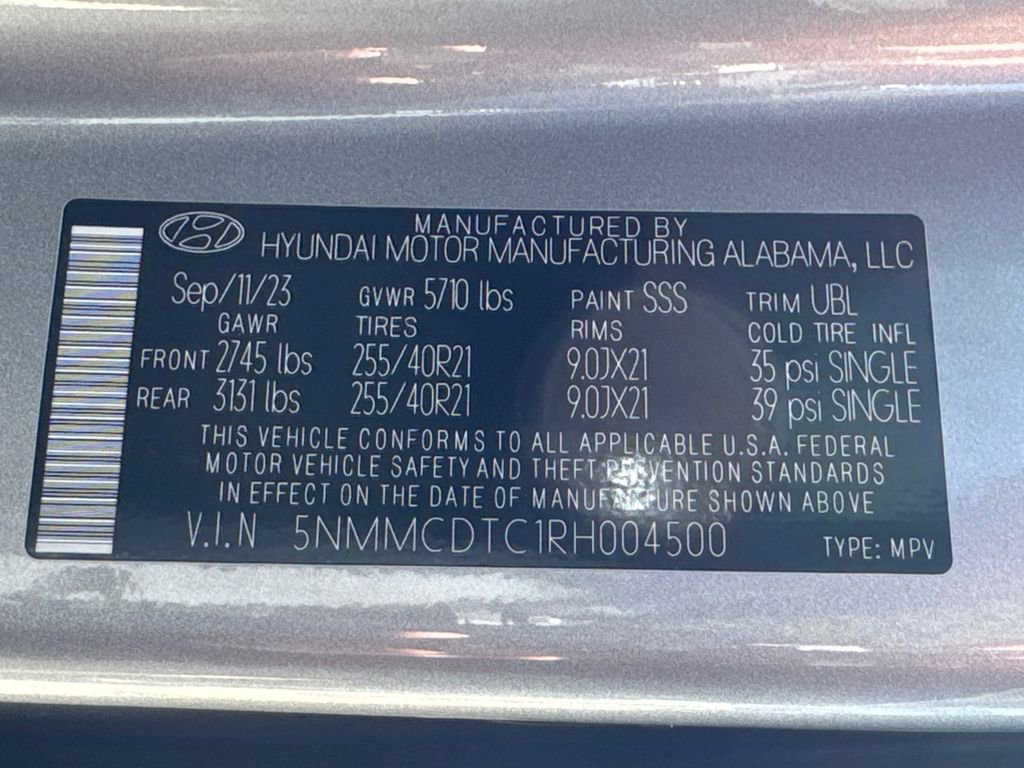 MANUFACTURED BY
HYUNDAI MOTOR MANUFACTURING ALABAMA, LLC
Sep/11/23 GVWR 5710 lbs PAINT SSS TRIM UBL
GAWR TIRES RIMS COLD TIRE INFL
FRONT 2745 lbs 255/40R21 9.0JX21 35 psi SINGLE
REAR 3131 lbs 255/40R21 9.0JX21 39 psi SINGLE
THIS VEHICLE CONFORMS TO ALL APPLICABLE U.S.A. FEDERAL
MOTOR VEHICLE SAFETY AND THEFT PREVENTION STANDARDS
IN EFFECT ON THE DATE OF MANUFACTURE SHOWN ABOVE
V.I.N 5NMMCDTC1RH004500 TYPE: MPV